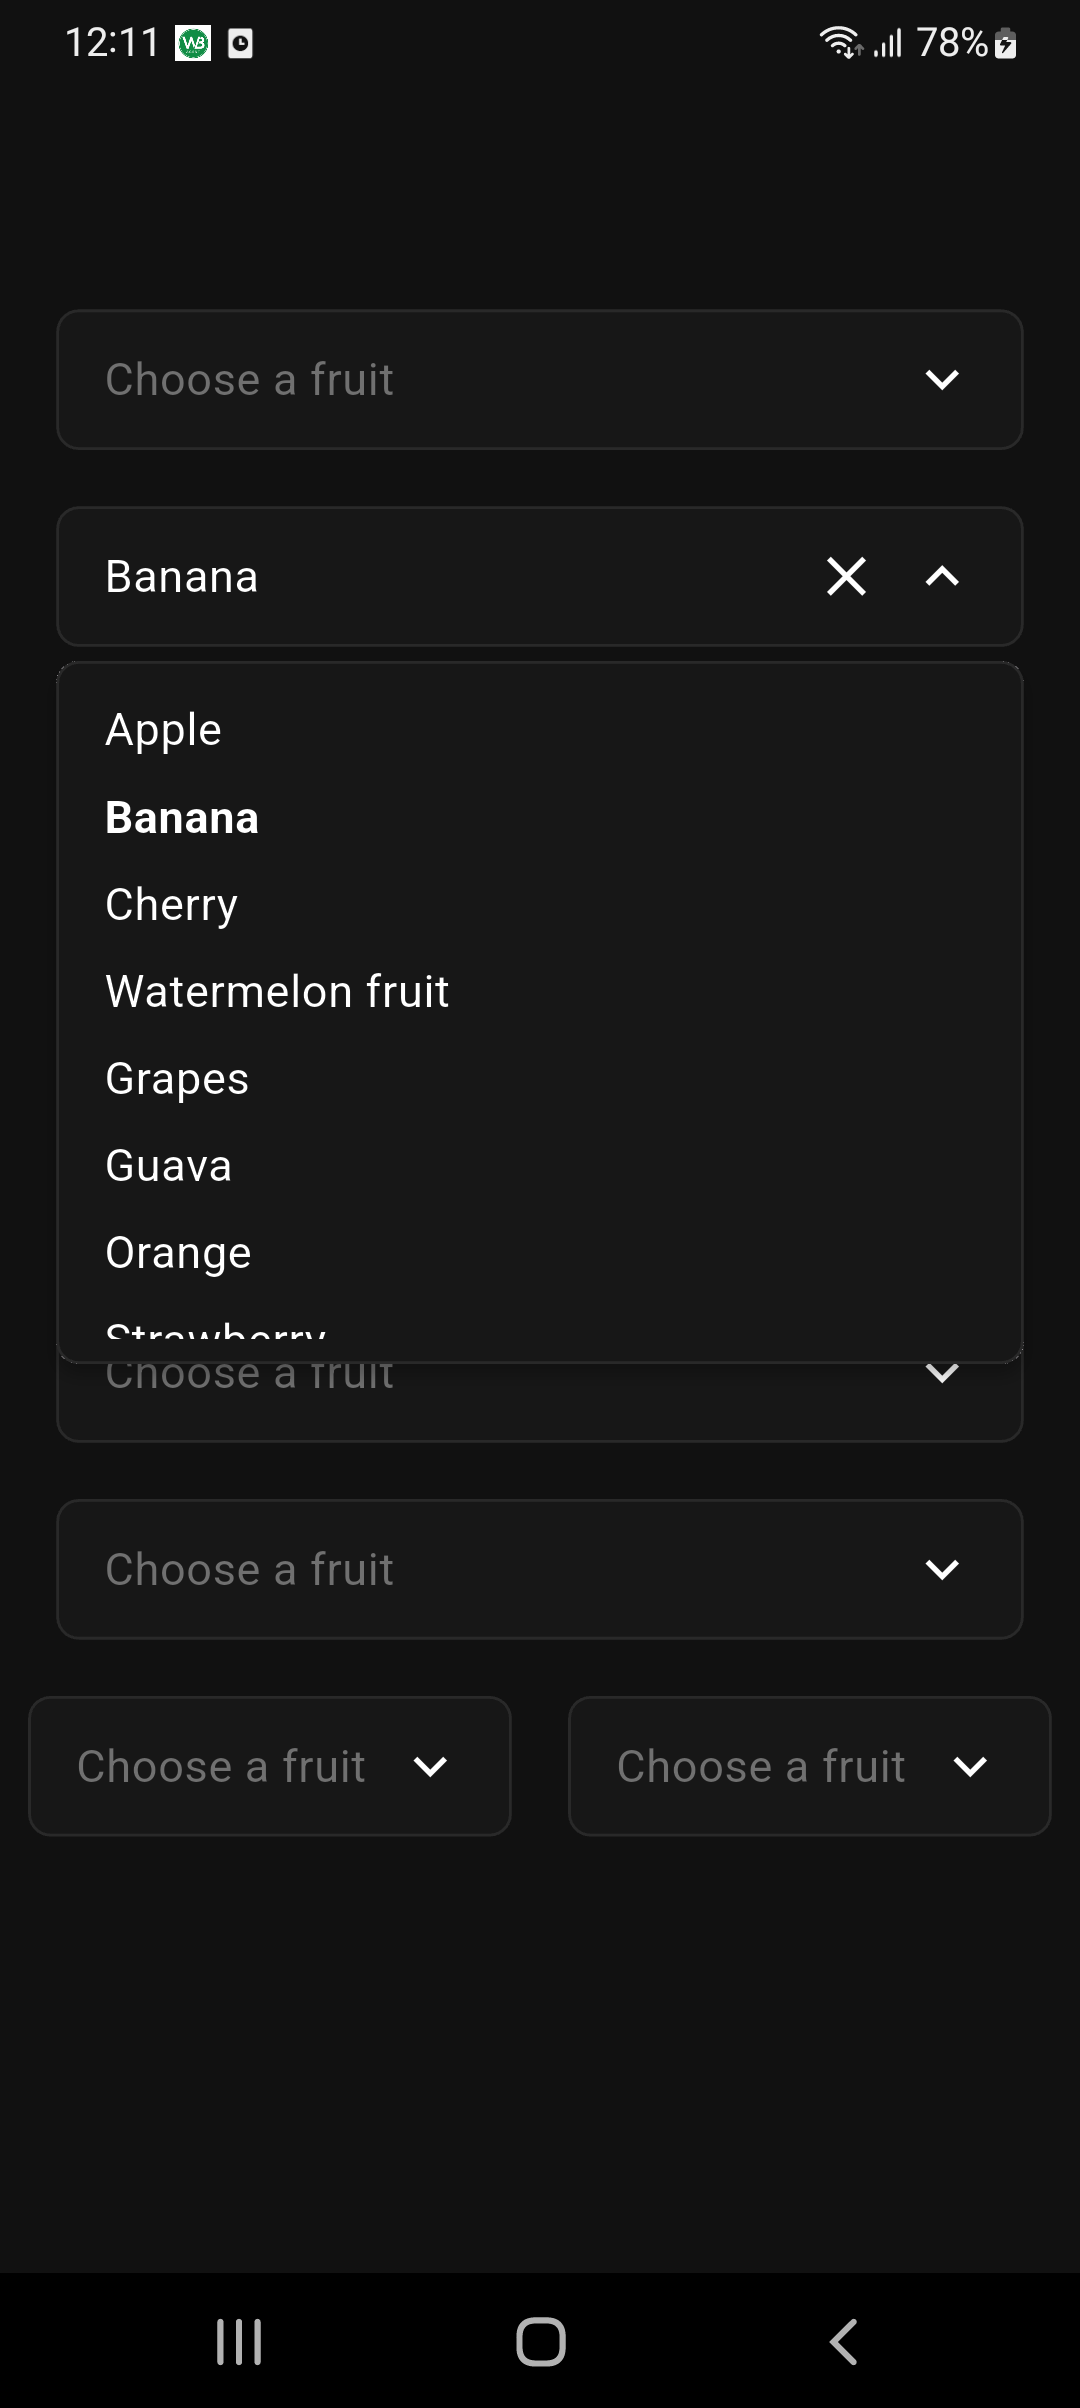 12:11 WB 78%
Choose a fruit
Banana
Apple
Banana
Cherry
Watermelon fruit
Grapes
Guava
Orange
Strawberry
Choose a fruit
Choose a fruit
Choose a fruit Choose a fruit